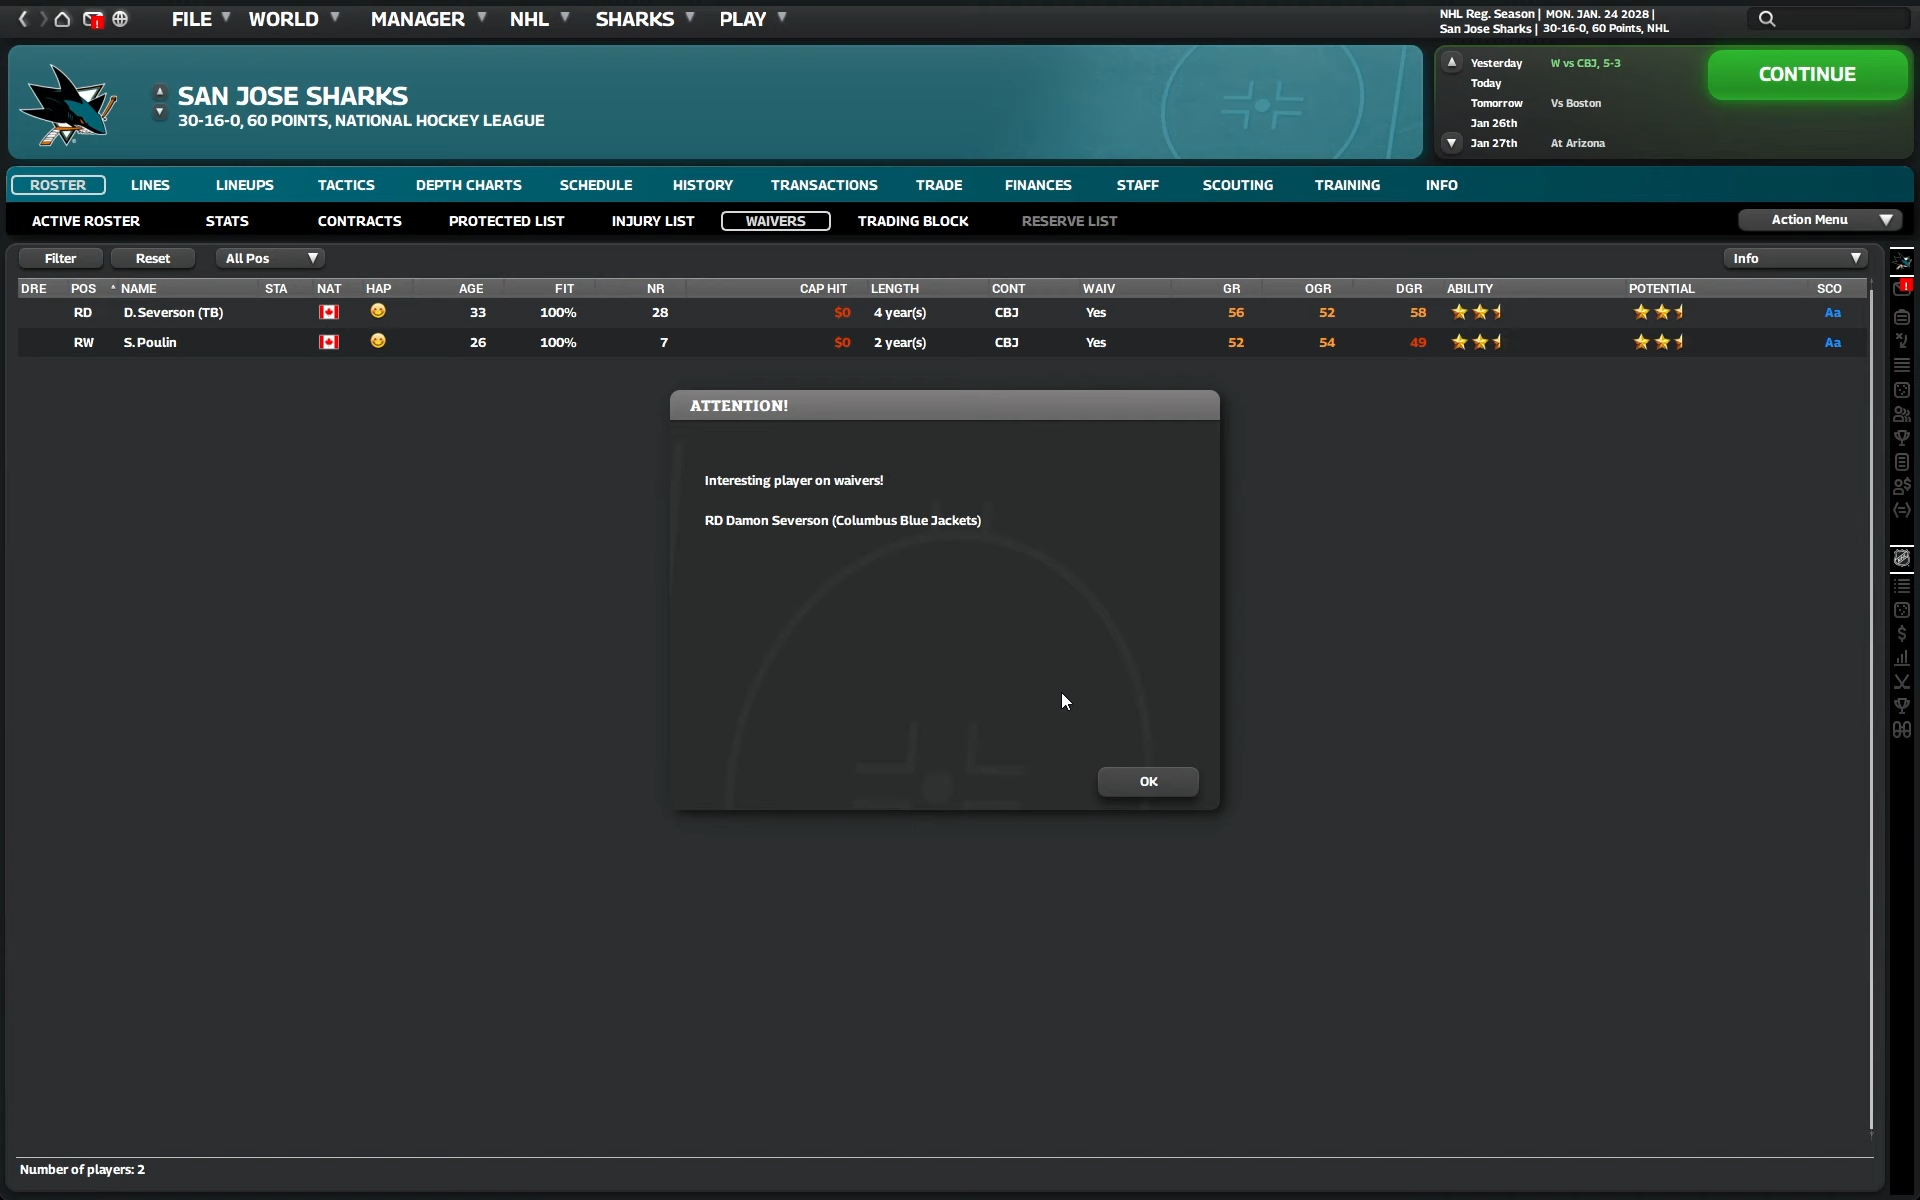 FILE WORLD MANAGER NHL SHARKS PLAY
NHL Reg. Season | MON. JAN. 24 2028 |
San Jose Sharks | 30-16-0, 60 Points, NHL
SAN JOSE SHARKS
30-16-0, 60 POINTS, NATIONAL HOCKEY LEAGUE
Yesterday W vs CBJ, 5-3
Today
Tomorrow Vs Boston
Jan 26th
Jan 27th At Arizona
CONTINUE
ROSTER LINES LINEUPS TACTICS DEPTH CHARTS SCHEDULE HISTORY TRANSACTIONS TRADE FINANCES STAFF SCOUTING TRAINING INFO
ACTIVE ROSTER STATS CONTRACTS PROTECTED LIST INJURY LIST WAIVERS TRADING BLOCK RESERVE LIST Action Menu
Filter Reset All Pos Info
DRE POS NAME STA NAT HAP AGE FIT NR CAP HIT LENGTH CONT WAIV GR OGR DGR ABILITY POTENTIAL SCO
RD D. Severson (TB) 33 100% 28 $0 4 year(s) CBJ Yes 56 52 58 Aa
RW S. Poulin 26 100% 7 $0 2 year(s) CBJ Yes 52 54 49 Aa
ATTENTION!
Interesting player on waivers!
RD Damon Severson (Columbus Blue Jackets)
OK
Number of players: 2